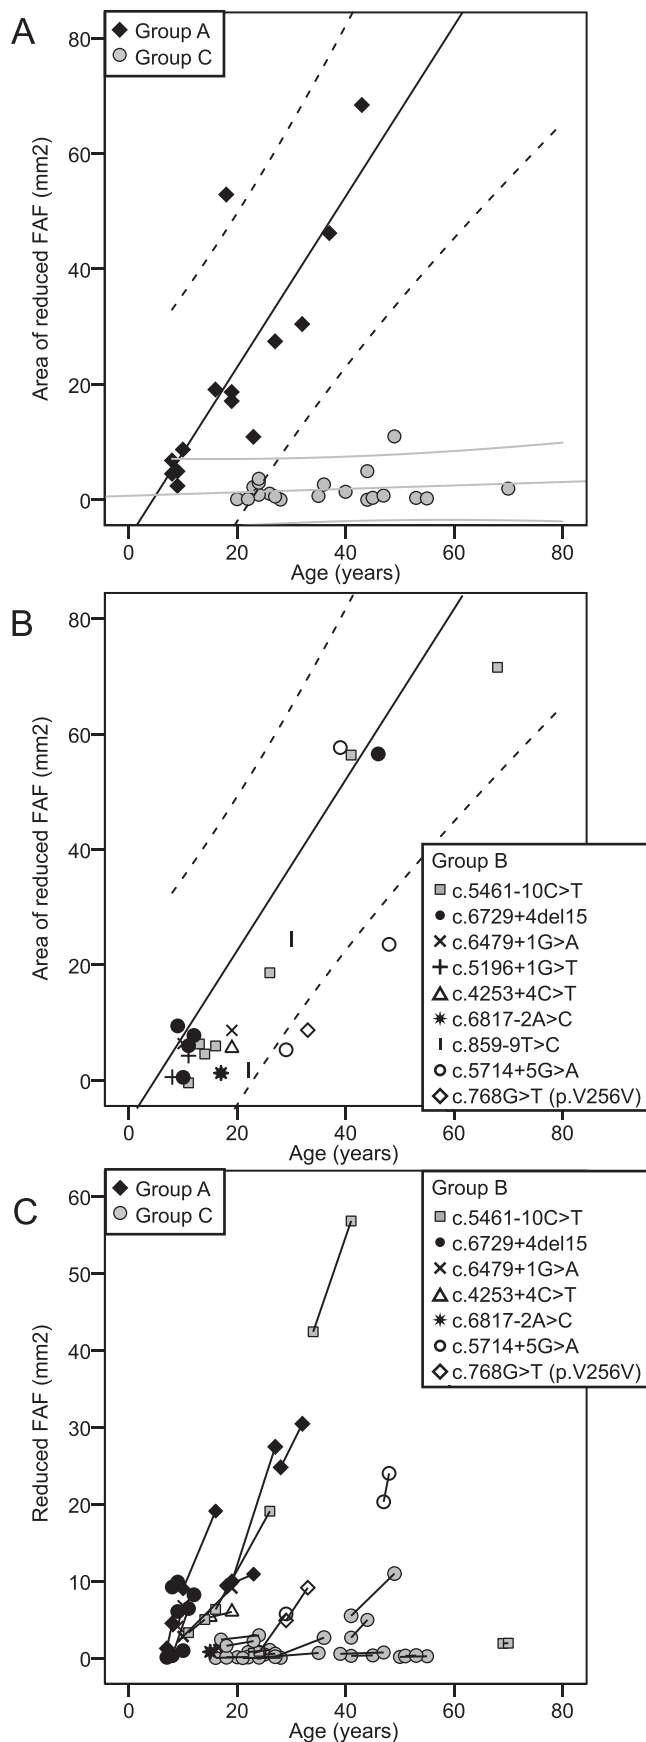 A
Group A
Group C
80
60
40
20
0
Area of reduced FAF (mm2)
0 20 40 60 80
Age (years)
B
80
60
40
20
0
Area of reduced FAF (mm2)
Group B
c.5461-10C>T
c.6729+4del15
c.6479+1G>A
c.5196+1G>T
c.4253+4C>T
c.6817-2A>C
c.859-9T>C
c.5714+5G>A
c.768G>T (p.V256V)
0 20 40 60 80
Age (years)
C
Group A
Group C
60
50
40
30
20
10
0
Reduced FAF (mm2)
Group B
c.5461-10C>T
c.6729+4del15
c.6479+1G>A
c.4253+4C>T
c.6817-2A>C
c.5714+5G>A
c.768G>T (p.V256V)
0 20 40 60 80
Age (years)